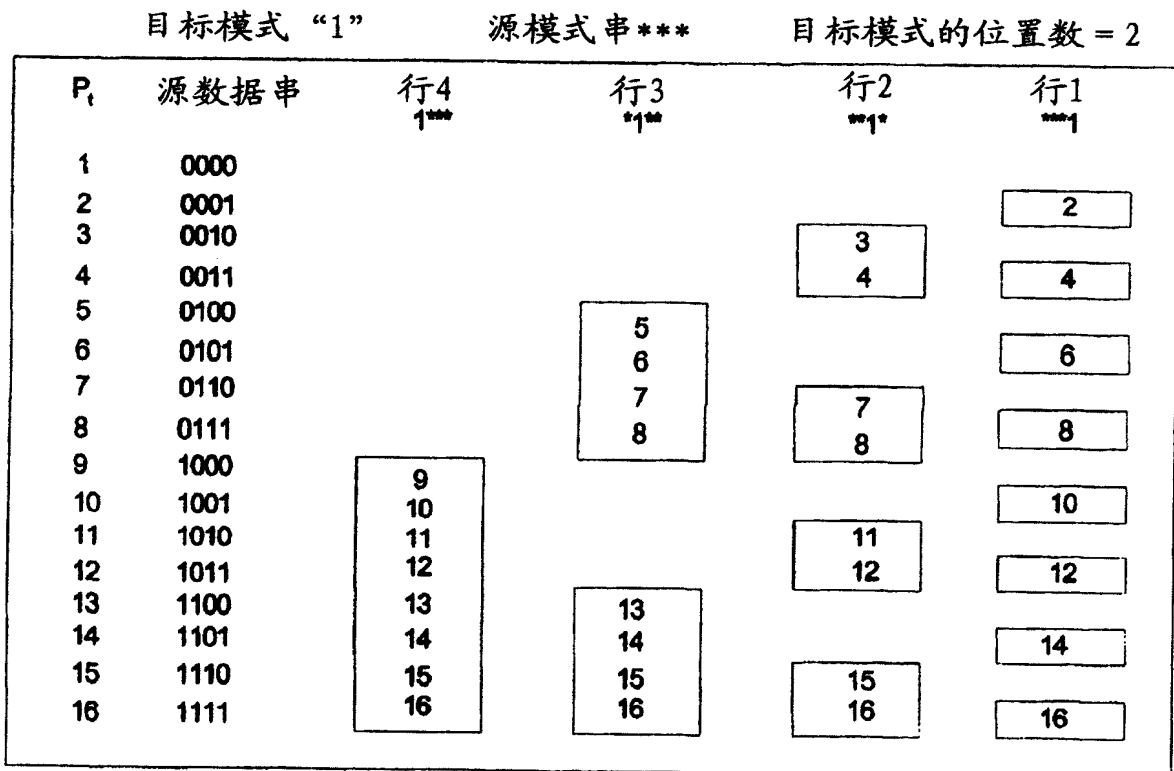 目标模式 “1” 源模式串*** 目标模式的位置数 = 2
Pt 源数据串 行4 行3 行2 行1
1*** *1** **1* ***1
1 0000
2 0001 2
3 0010 3
4 0011 4 4
5 0100 5
6 0101 6 6
7 0110 7 7
8 0111 8 8 8
9 1000 9
10 1001 10 10
11 1010 11 11
12 1011 12 12 12
13 1100 13 13
14 1101 14 14 14
15 1110 15 15 15
16 1111 16 16 16 16